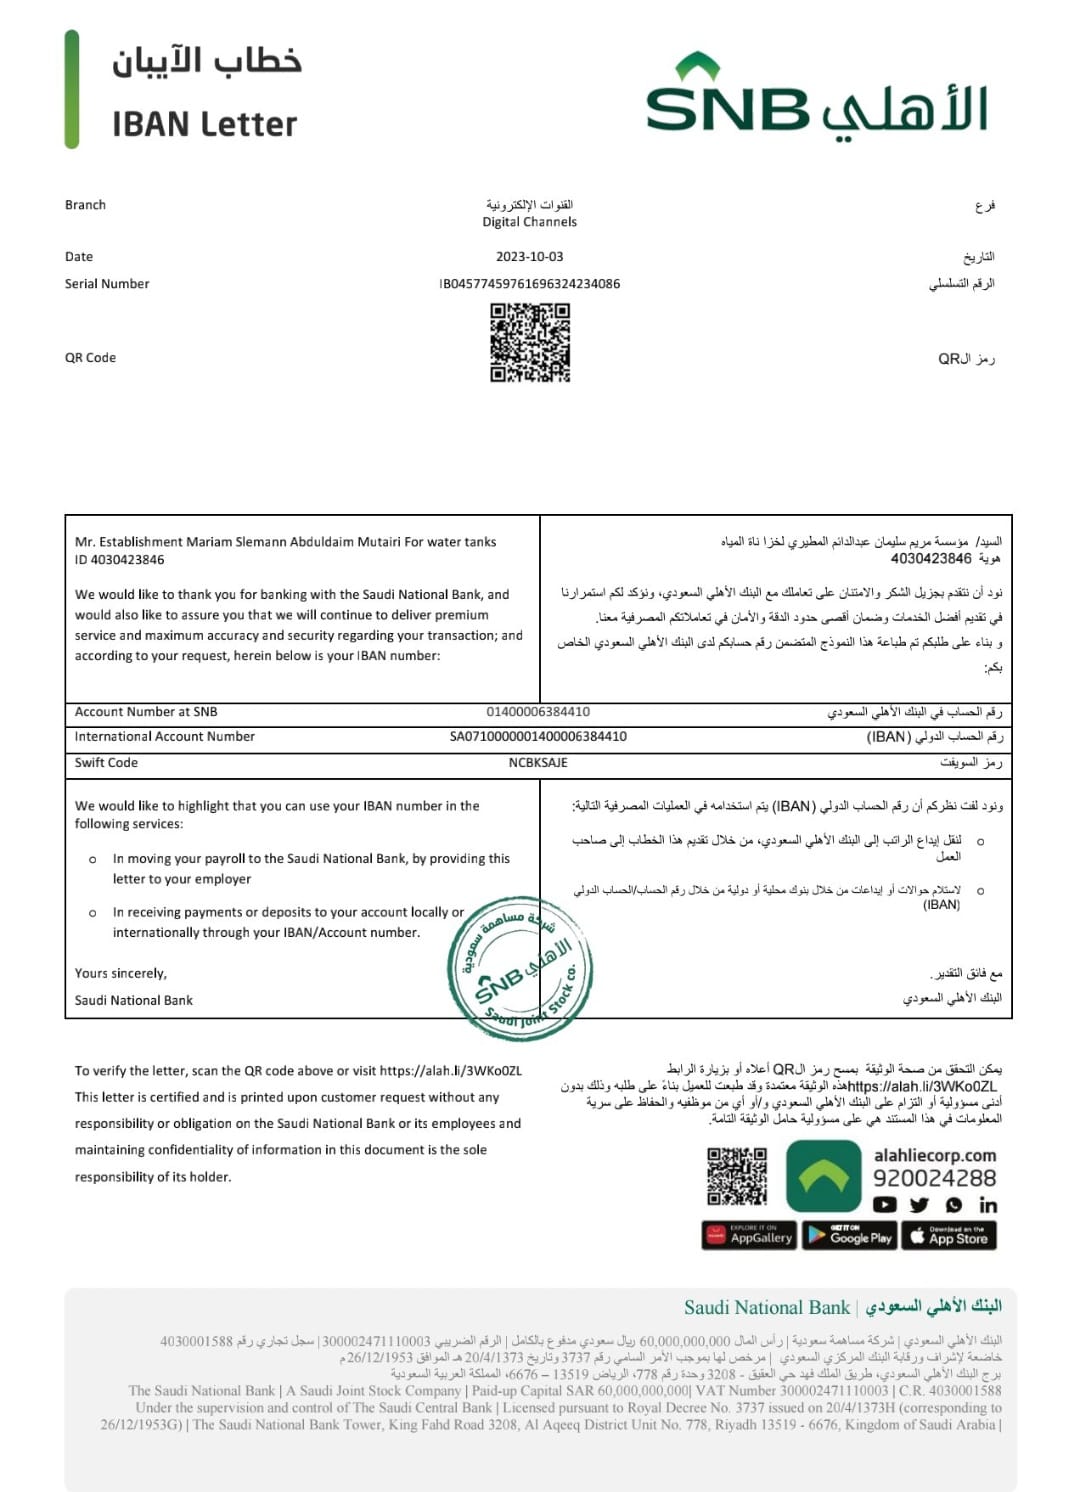 خطاب الآيبان
IBAN Letter
SNB الأهلي
Branch
القنوات الإلكترونية
Digital Channels
فرع
Date
2023-10-03
التاريخ
Serial Number
IB04577459761696324234086
الرقم التسلسلي
QR Code
رمز الQR
Mr. Establishment Mariam Slemann Abduldaim Mutairi For water tanks
ID 4030423846
We would like to thank you for banking with the Saudi National Bank, and
would also like to assure you that we will continue to deliver premium
service and maximum accuracy and security regarding your transaction; and
according to your request, herein below is your IBAN number:
السيد/ مؤسسة مريم سليمان عبدالدائم المطيري لخزا ناة المياه
هوية 4030423846
نود أن نتقدم بجزيل الشكر والامتنان على تعاملك مع البنك الأهلي السعودي، ونؤكد لكم استمرارنا
في تقديم أفضل الخدمات وضمان أقصى حدود الدقة والأمان في تعاملاتكم المصرفية معنا.
و بناء على طلبكم تم طباعة هذا النموذج المتضمن رقم حسابكم لدى البنك الأهلي السعودي الخاص
بكم:
Account Number at SNB
01400006384410
رقم الحساب في البنك الأهلي السعودي
International Account Number
SA0710000001400006384410
رقم الحساب الدولي (IBAN)
Swift Code
NCBKSAJE
رمز السويفت
We would like to highlight that you can use your IBAN number in the
following services:
o In moving your payroll to the Saudi National Bank, by providing this
letter to your employer
o In receiving payments or deposits to your account locally or
internationally through your IBAN/Account number.
Yours sincerely,
Saudi National Bank
ونود لفت نظركم أن رقم الحساب الدولي (IBAN) يتم استخدامه في العمليات المصرفية التالية:
o لنقل إيداع الراتب إلى البنك الأهلي السعودي، من خلال تقديم هذا الخطاب إلى صاحب
العمل
o لاستلام حوالات أو إيداعات من خلال بنوك محلية أو دولية من خلال رقم الحساب/الحساب الدولي
(IBAN)
مع فائق التقدير.
البنك الأهلي السعودي
شركة مساهمة سعودية
SNB الأهلي
Saudi Joint Stock co.
To verify the letter, scan the QR code above or visit https://alah.li/3WKo0ZL
This letter is certified and is printed upon customer request without any
responsibility or obligation on the Saudi National Bank or its employees and
maintaining confidentiality of information in this document is the sole
responsibility of its holder.
يمكن التحقق من صحة الوثيقة بمسح رمز الQR أعلاه أو بزيارة الرابط
https://alah.li/3WKo0ZLهذه الوثيقة معتمدة وقد طبعت للعميل بناءً على طلبه وذلك بدون
أدنى مسؤولية أو التزام على البنك الأهلي السعودي و/أو أي من موظفيه والحفاظ على سرية
المعلومات في هذا المستند هي على مسؤولية حامل الوثيقة التامة.
alahliecorp.com
920024288
EXPLORE IT ON
AppGallery
GET IT ON
Google Play
Download on the
App Store
البنك الأهلي السعودي | Saudi National Bank
البنك الأهلي السعودي | شركة مساهمة سعودية | رأس المال 60,000,000,000 ريال سعودي مدفوع بالكامل | الرقم الضريبي 300002471110003 | سجل تجاري رقم 4030001588
خاضعة لإشراف ورقابة البنك المركزي السعودي | مرخص لها بموجب الأمر السامي رقم 3737 وتاريخ 20/4/1373 هـ الموافق 26/12/1953م
برج البنك الأهلي السعودي، طريق الملك فهد حي العقيق - 3208 وحدة رقم 778، الرياض 13519 – 6676، المملكة العربية السعودية
The Saudi National Bank | A Saudi Joint Stock Company | Paid-up Capital SAR 60,000,000,000| VAT Number 300002471110003 | C.R. 4030001588
Under the supervision and control of The Saudi Central Bank | Licensed pursuant to Royal Decree No. 3737 issued on 20/4/1373H (corresponding to
26/12/1953G) | The Saudi National Bank Tower, King Fahd Road 3208, Al Aqeeq District Unit No. 778, Riyadh 13519 - 6676, Kingdom of Saudi Arabia |